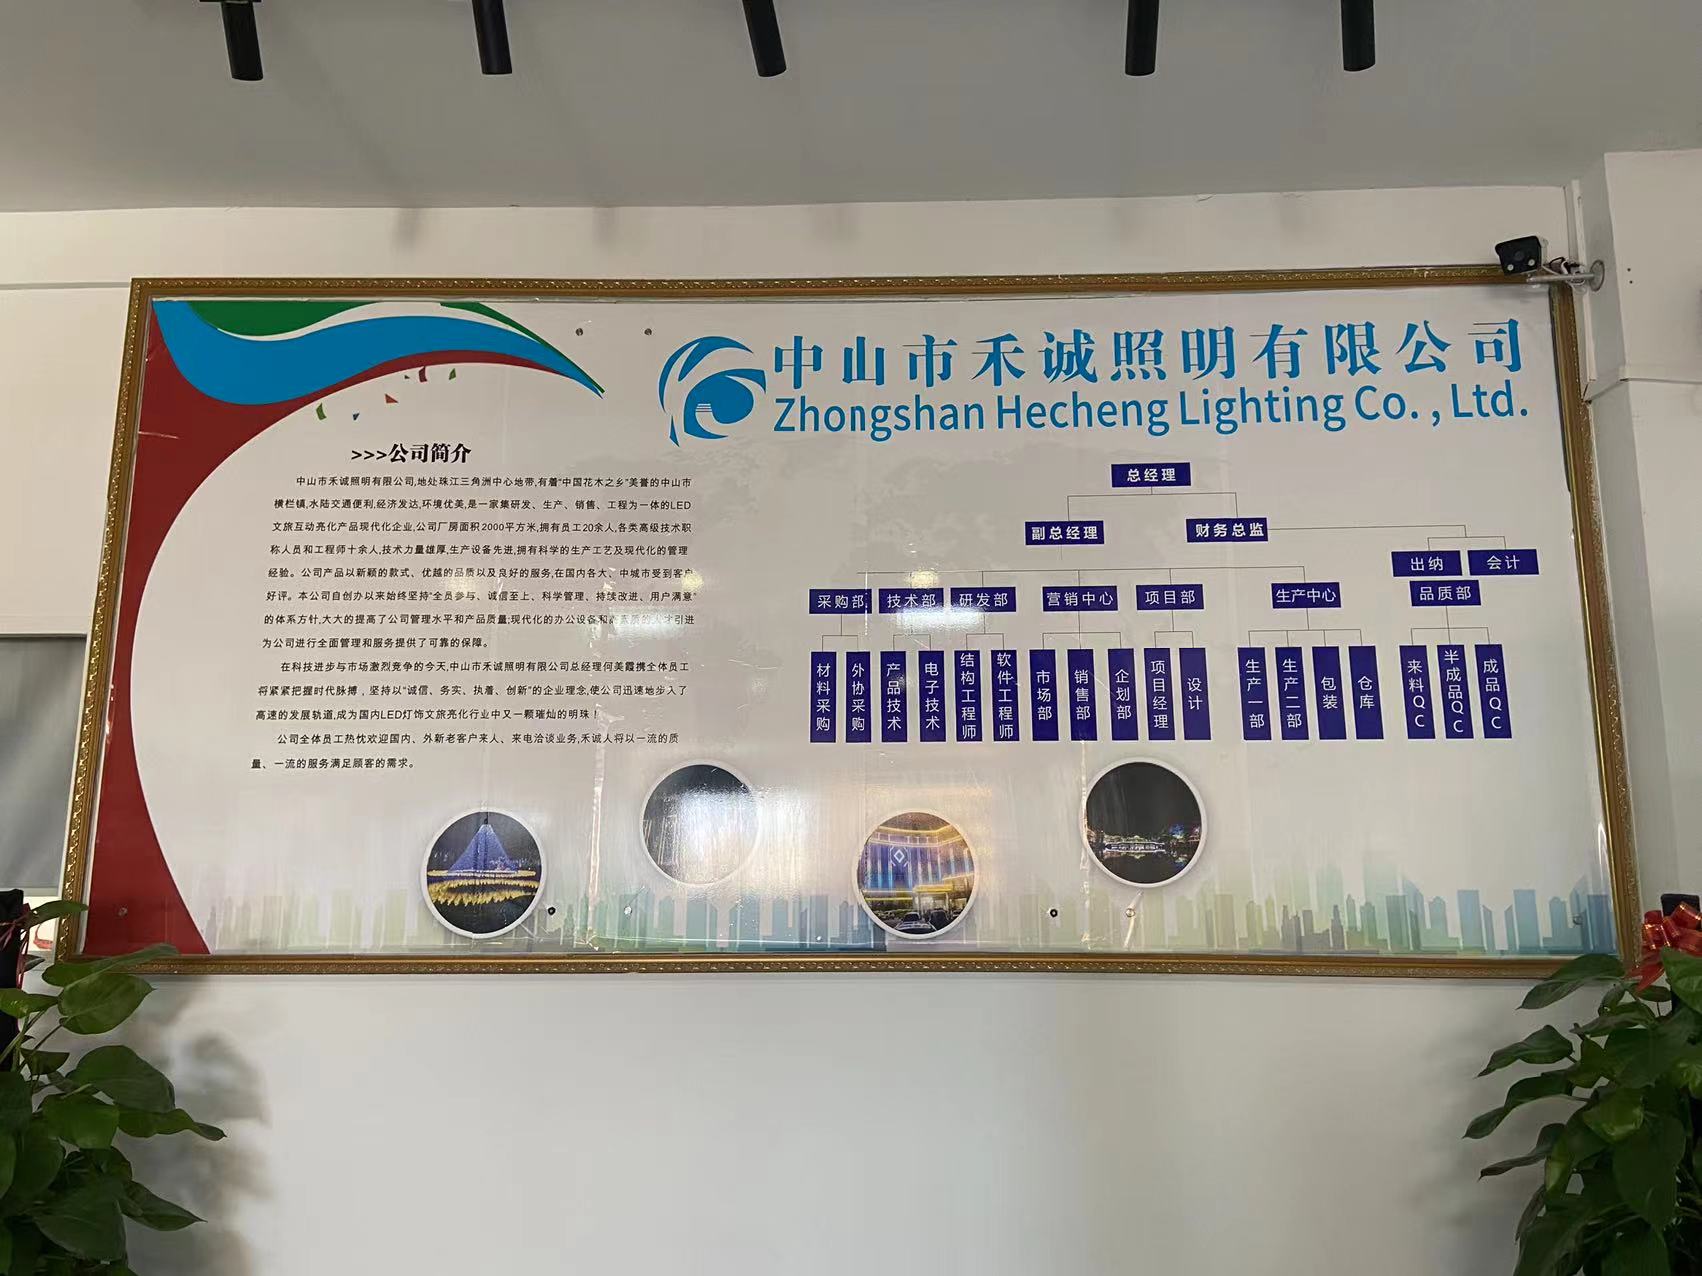 中山市禾诚照明有限公司
Zhongshan Hecheng Lighting Co., Ltd.
>>>公司简介
中山市禾诚照明有限公司,地处珠江三角洲中心地带,有着“中国花木之乡”美誉的中山市
横栏镇,水陆交通便利,经济发达,环境优美,是一家集研发、生产、销售、工程为一体的LED
文旅互动亮化产品现代化企业,公司厂房面积2000平方米,拥有员工20余人,各类高级技术职
称人员和工程师十余人,技术力量雄厚,生产设备先进,拥有科学的生产工艺及现代化的管理
经验。公司产品以新颖的款式、优越的品质以及良好的服务,在国内各大、中城市受到客户
好评。本公司自创办以来始终坚持“全员参与、诚信至上、科学管理、持续改进、用户满意”
的体系方针,大大的提高了公司管理水平和产品质量;现代化的办公设备和高素质的人才引进
为公司进行全面管理和服务提供了可靠的保障。
在科技进步与市场激烈竞争的今天,中山市禾诚照明有限公司总经理何美霞携全体员工
将紧紧把握时代脉搏，坚持以“诚信、务实、执着、创新”的企业理念,使公司迅速地步入了
高速的发展轨道,成为国内LED灯饰文旅亮化行业中又一颗璀灿的明珠！
公司全体员工热忱欢迎国内、外新老客户来人、来电洽谈业务,禾诚人将以一流的质
量、一流的服务满足顾客的需求。
总经理
副总经理
财务总监
出纳
会计
采购部
技术部
研发部
营销中心
项目部
生产中心
品质部
材料采购
外协采购
产品技术
电子技术
结构工程师
软件工程师
市场部
销售部
企划部
项目经理
设计
生产一部
生产二部
包装
仓库
来料QC
半成品QC
成品QC